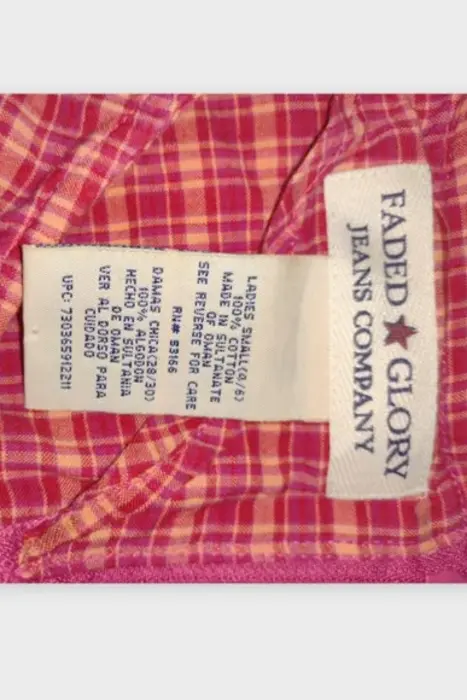 FADED ★ GLORY
JEANS COMPANY
LADIES SMALL(4/6)
100% COTTON
MADE IN SULTANATE
OF OMAN
SEE REVERSE FOR CARE
RN# 53166
DAMAS CHICA(28/30)
100% ALGODON
HECHO EN SULTANIA
DE OMAN
VER AL DORSO PARA
CUIDADO
UPC: 730365912211